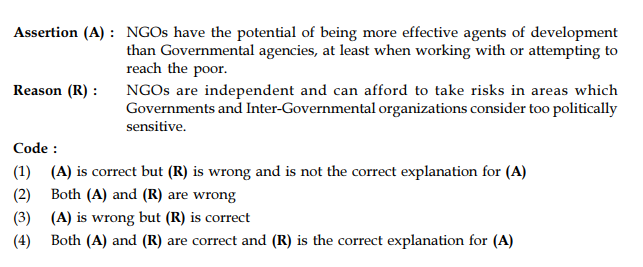 Assertion (A) : NGOs have the potential of being more effective agents of development
than Governmental agencies, at least when working with or attempting to
reach the poor.
Reason (R) : NGOs are independent and can afford to take risks in areas which
Governments and Inter-Governmental organizations consider too politically
sensitive.
Code :
(1) (A) is correct but (R) is wrong and is not the correct explanation for (A)
(2) Both (A) and (R) are wrong
(3) (A) is wrong but (R) is correct
(4) Both (A) and (R) are correct and (R) is the correct explanation for (A)